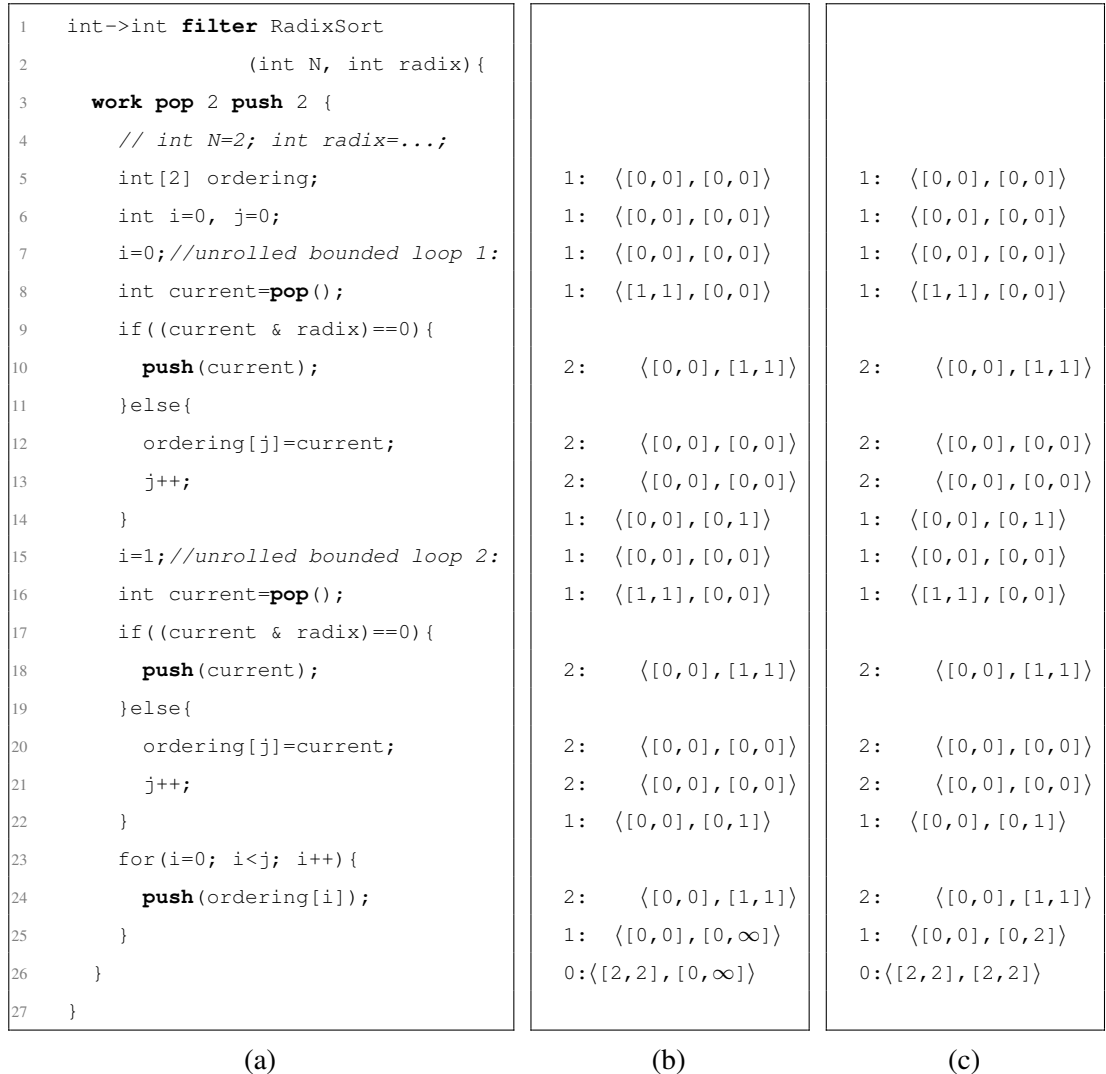 1 int->int filter RadixSort
2 (int N, int radix){
3 work pop 2 push 2 {
4 // int N=2; int radix=...;
5 int[2] ordering; 1: ⟨[0,0],[0,0]⟩ 1: ⟨[0,0],[0,0]⟩
6 int i=0, j=0; 1: ⟨[0,0],[0,0]⟩ 1: ⟨[0,0],[0,0]⟩
7 i=0;//unrolled bounded loop 1: 1: ⟨[0,0],[0,0]⟩ 1: ⟨[0,0],[0,0]⟩
8 int current=pop(); 1: ⟨[1,1],[0,0]⟩ 1: ⟨[1,1],[0,0]⟩
9 if((current & radix)==0){
10 push(current); 2: ⟨[0,0],[1,1]⟩ 2: ⟨[0,0],[1,1]⟩
11 }else{
12 ordering[j]=current; 2: ⟨[0,0],[0,0]⟩ 2: ⟨[0,0],[0,0]⟩
13 j++; 2: ⟨[0,0],[0,0]⟩ 2: ⟨[0,0],[0,0]⟩
14 } 1: ⟨[0,0],[0,1]⟩ 1: ⟨[0,0],[0,1]⟩
15 i=1;//unrolled bounded loop 2: 1: ⟨[0,0],[0,0]⟩ 1: ⟨[0,0],[0,0]⟩
16 int current=pop(); 1: ⟨[1,1],[0,0]⟩ 1: ⟨[1,1],[0,0]⟩
17 if((current & radix)==0){
18 push(current); 2: ⟨[0,0],[1,1]⟩ 2: ⟨[0,0],[1,1]⟩
19 }else{
20 ordering[j]=current; 2: ⟨[0,0],[0,0]⟩ 2: ⟨[0,0],[0,0]⟩
21 j++; 2: ⟨[0,0],[0,0]⟩ 2: ⟨[0,0],[0,0]⟩
22 } 1: ⟨[0,0],[0,1]⟩ 1: ⟨[0,0],[0,1]⟩
23 for(i=0; i<j; i++){
24 push(ordering[i]); 2: ⟨[0,0],[1,1]⟩ 2: ⟨[0,0],[1,1]⟩
25 } 1: ⟨[0,0],[0,∞]⟩ 1: ⟨[0,0],[0,2]⟩
26 } 0:⟨[2,2],[0,∞]⟩ 0:⟨[2,2],[2,2]⟩
27 }
(a) (b) (c)